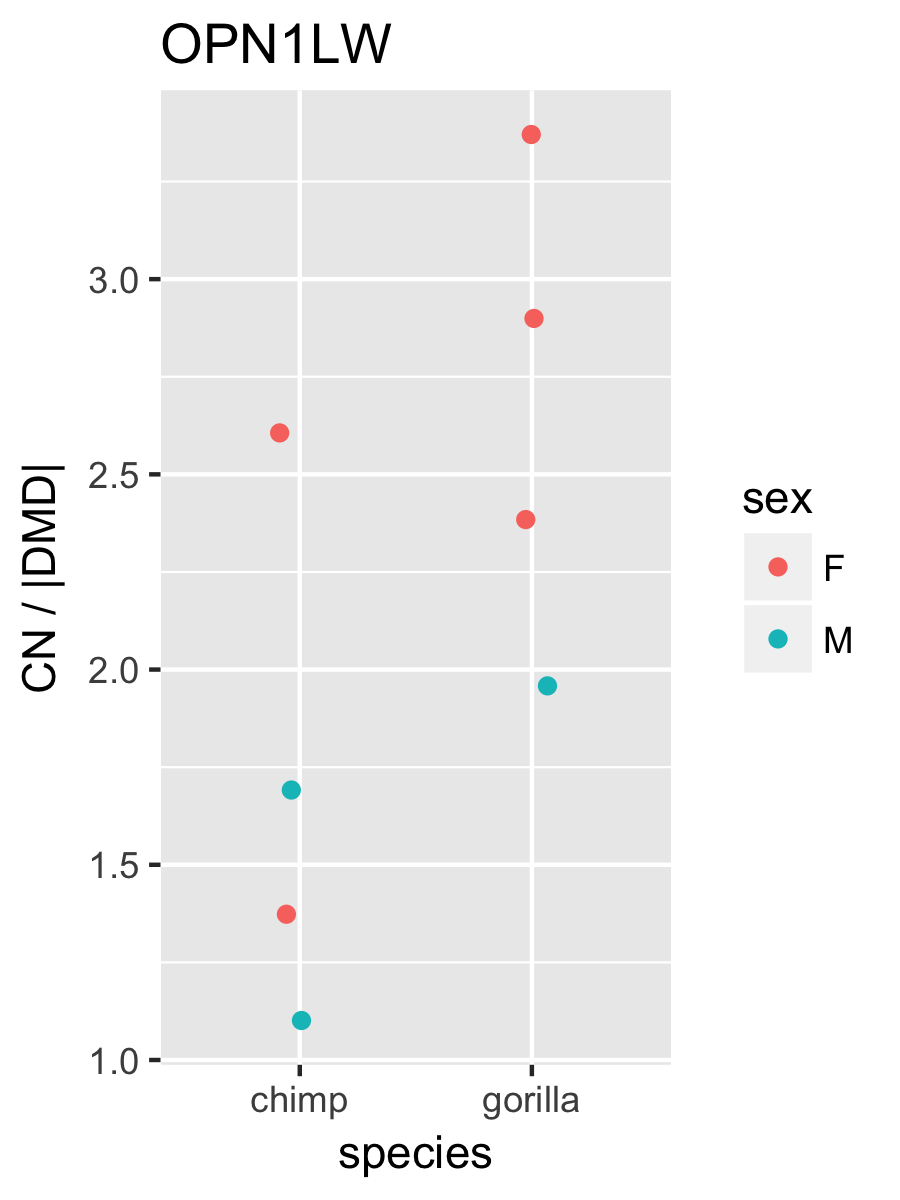 OPN1LW
CN / |DMD|
3.0
2.5
2.0
1.5
1.0
chimp gorilla
species
sex
F
M